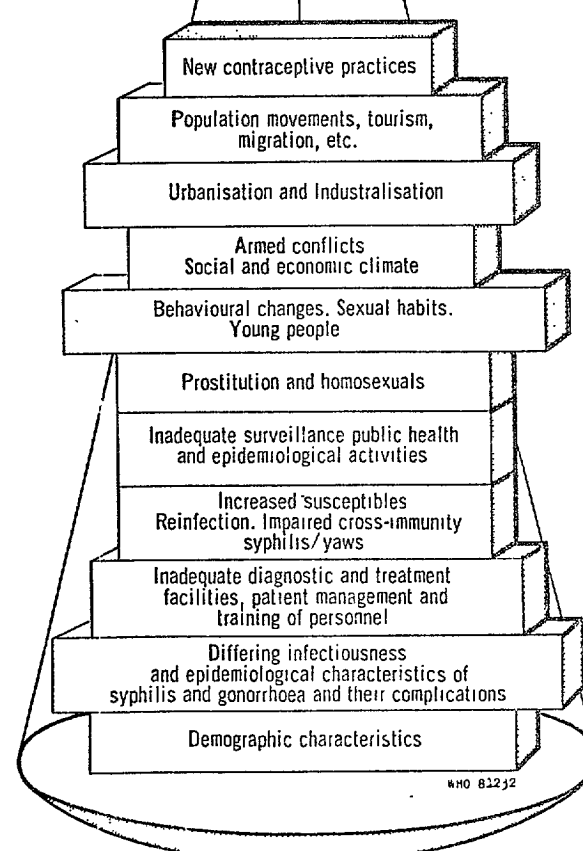 New contraceptive practices
Population movements, tourism,
migration, etc.
Urbanisation and Industralisation
Armed conflicts
Social and economic climate
Behavioural changes. Sexual habits.
Young people
Prostitution and homosexuals
Inadequate surveillance public health
and epidemiological activities
Increased susceptibles
Reinfection. Impaired cross-immunity
syphilis/yaws
Inadequate diagnostic and treatment
facilities, patient management and
training of personnel
Differing infectiousness
and epidemiological characteristics of
syphilis and gonorrhoea and their complications
Demographic characteristics
WHO 81232